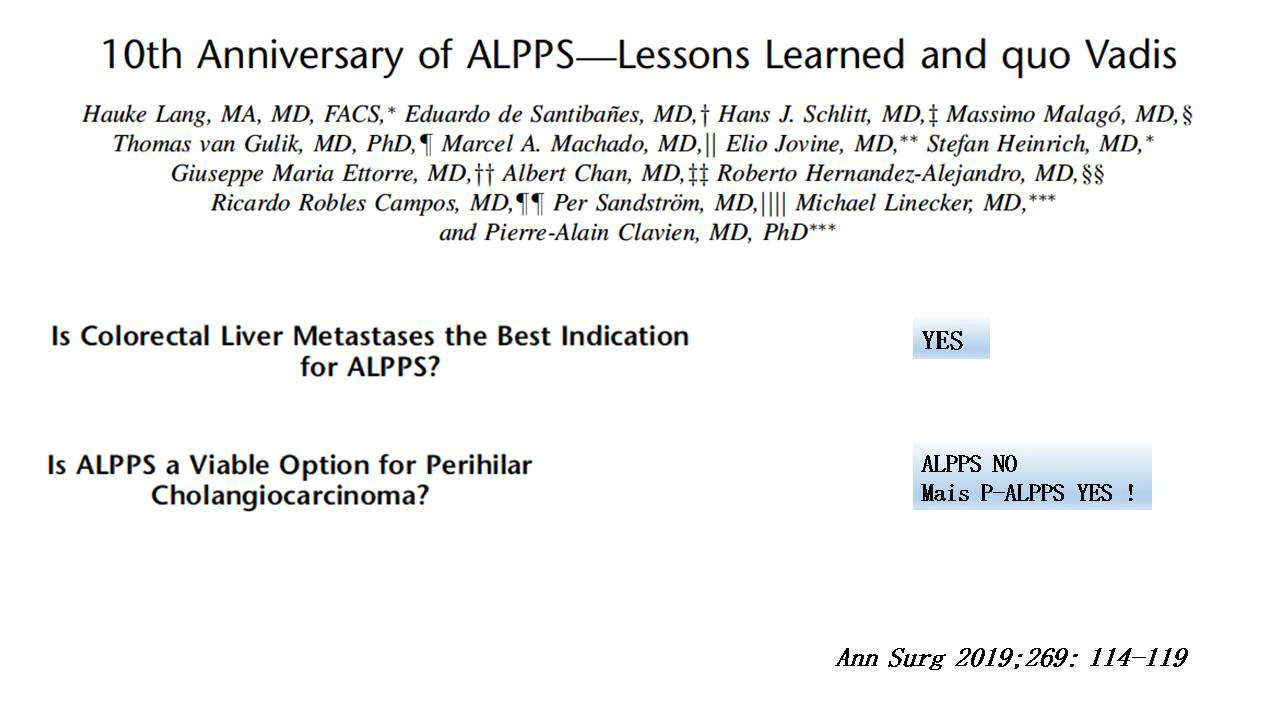 10th Anniversary of ALPPS—Lessons Learned and quo Vadis
Hauke Lang, MA, MD, FACS,* Eduardo de Santibañes, MD,† Hans J. Schlitt, MD,‡ Massimo Malagó, MD,§
Thomas van Gulik, MD, PhD,¶ Marcel A. Machado, MD,|| Elio Jovine, MD,** Stefan Heinrich, MD,*
Giuseppe Maria Ettorre, MD,†† Albert Chan, MD,‡‡ Roberto Hernandez-Alejandro, MD,§§
Ricardo Robles Campos, MD,¶¶ Per Sandström, MD,|||| Michael Linecker, MD,***
and Pierre-Alain Clavien, MD, PhD***
Is Colorectal Liver Metastases the Best Indication
for ALPPS?
YES
Is ALPPS a Viable Option for Perihilar
Cholangiocarcinoma?
ALPPS NO
Mais P-ALPPS YES !
Ann Surg 2019;269: 114-119